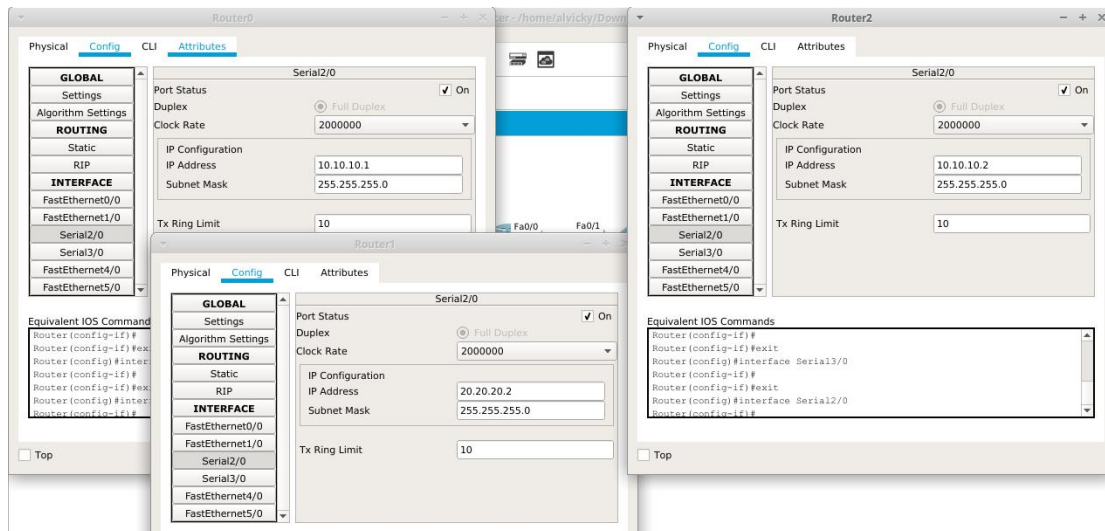 Router0
Physical Config CLI Attributes
GLOBAL
Settings
Algorithm Settings
ROUTING
Static
RIP
INTERFACE
FastEthernet0/0
FastEthernet1/0
Serial2/0
Serial3/0
FastEthernet4/0
FastEthernet5/0
Serial2/0
Port Status On
Duplex Full Duplex
Clock Rate 2000000
IP Configuration
IP Address 10.10.10.1
Subnet Mask 255.255.255.0
Tx Ring Limit 10
Equivalent IOS Command
Router(config-if)#
Router(config-if)#ex
Router(config)#inter
Router(config-if)#
Router(config-if)#ex
Router(config)#inter
Router(config-if)#
Top
ter - /home/alvicky/Down
Fa0/0 Fa0/1
Router1
Physical Config CLI Attributes
GLOBAL
Settings
Algorithm Settings
ROUTING
Static
RIP
INTERFACE
FastEthernet0/0
FastEthernet1/0
Serial2/0
Serial3/0
FastEthernet4/0
FastEthernet5/0
Serial2/0
Port Status On
Duplex Full Duplex
Clock Rate 2000000
IP Configuration
IP Address 20.20.20.2
Subnet Mask 255.255.255.0
Tx Ring Limit 10
Router2
Physical Config CLI Attributes
GLOBAL
Settings
Algorithm Settings
ROUTING
Static
RIP
INTERFACE
FastEthernet0/0
FastEthernet1/0
Serial2/0
Serial3/0
FastEthernet4/0
FastEthernet5/0
Serial2/0
Port Status On
Duplex Full Duplex
Clock Rate 2000000
IP Configuration
IP Address 10.10.10.2
Subnet Mask 255.255.255.0
Tx Ring Limit 10
Equivalent IOS Commands
Router(config-if)#
Router(config-if)#exit
Router(config)#interface Serial3/0
Router(config-if)#
Router(config-if)#exit
Router(config)#interface Serial2/0
Router(config-if)#
Top